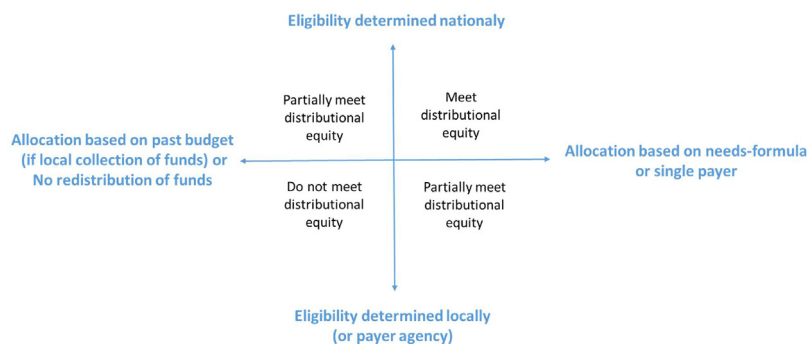 Eligibility determined nationaly
Partially meet
distributional
equity
Meet
distributional
equity
Allocation based on past budget
(if local collection of funds) or
No redistribution of funds
Allocation based on needs-formula
or single payer
Do not meet
distributional
equity
Partially meet
distributional
equity
Eligibility determined locally
(or payer agency)